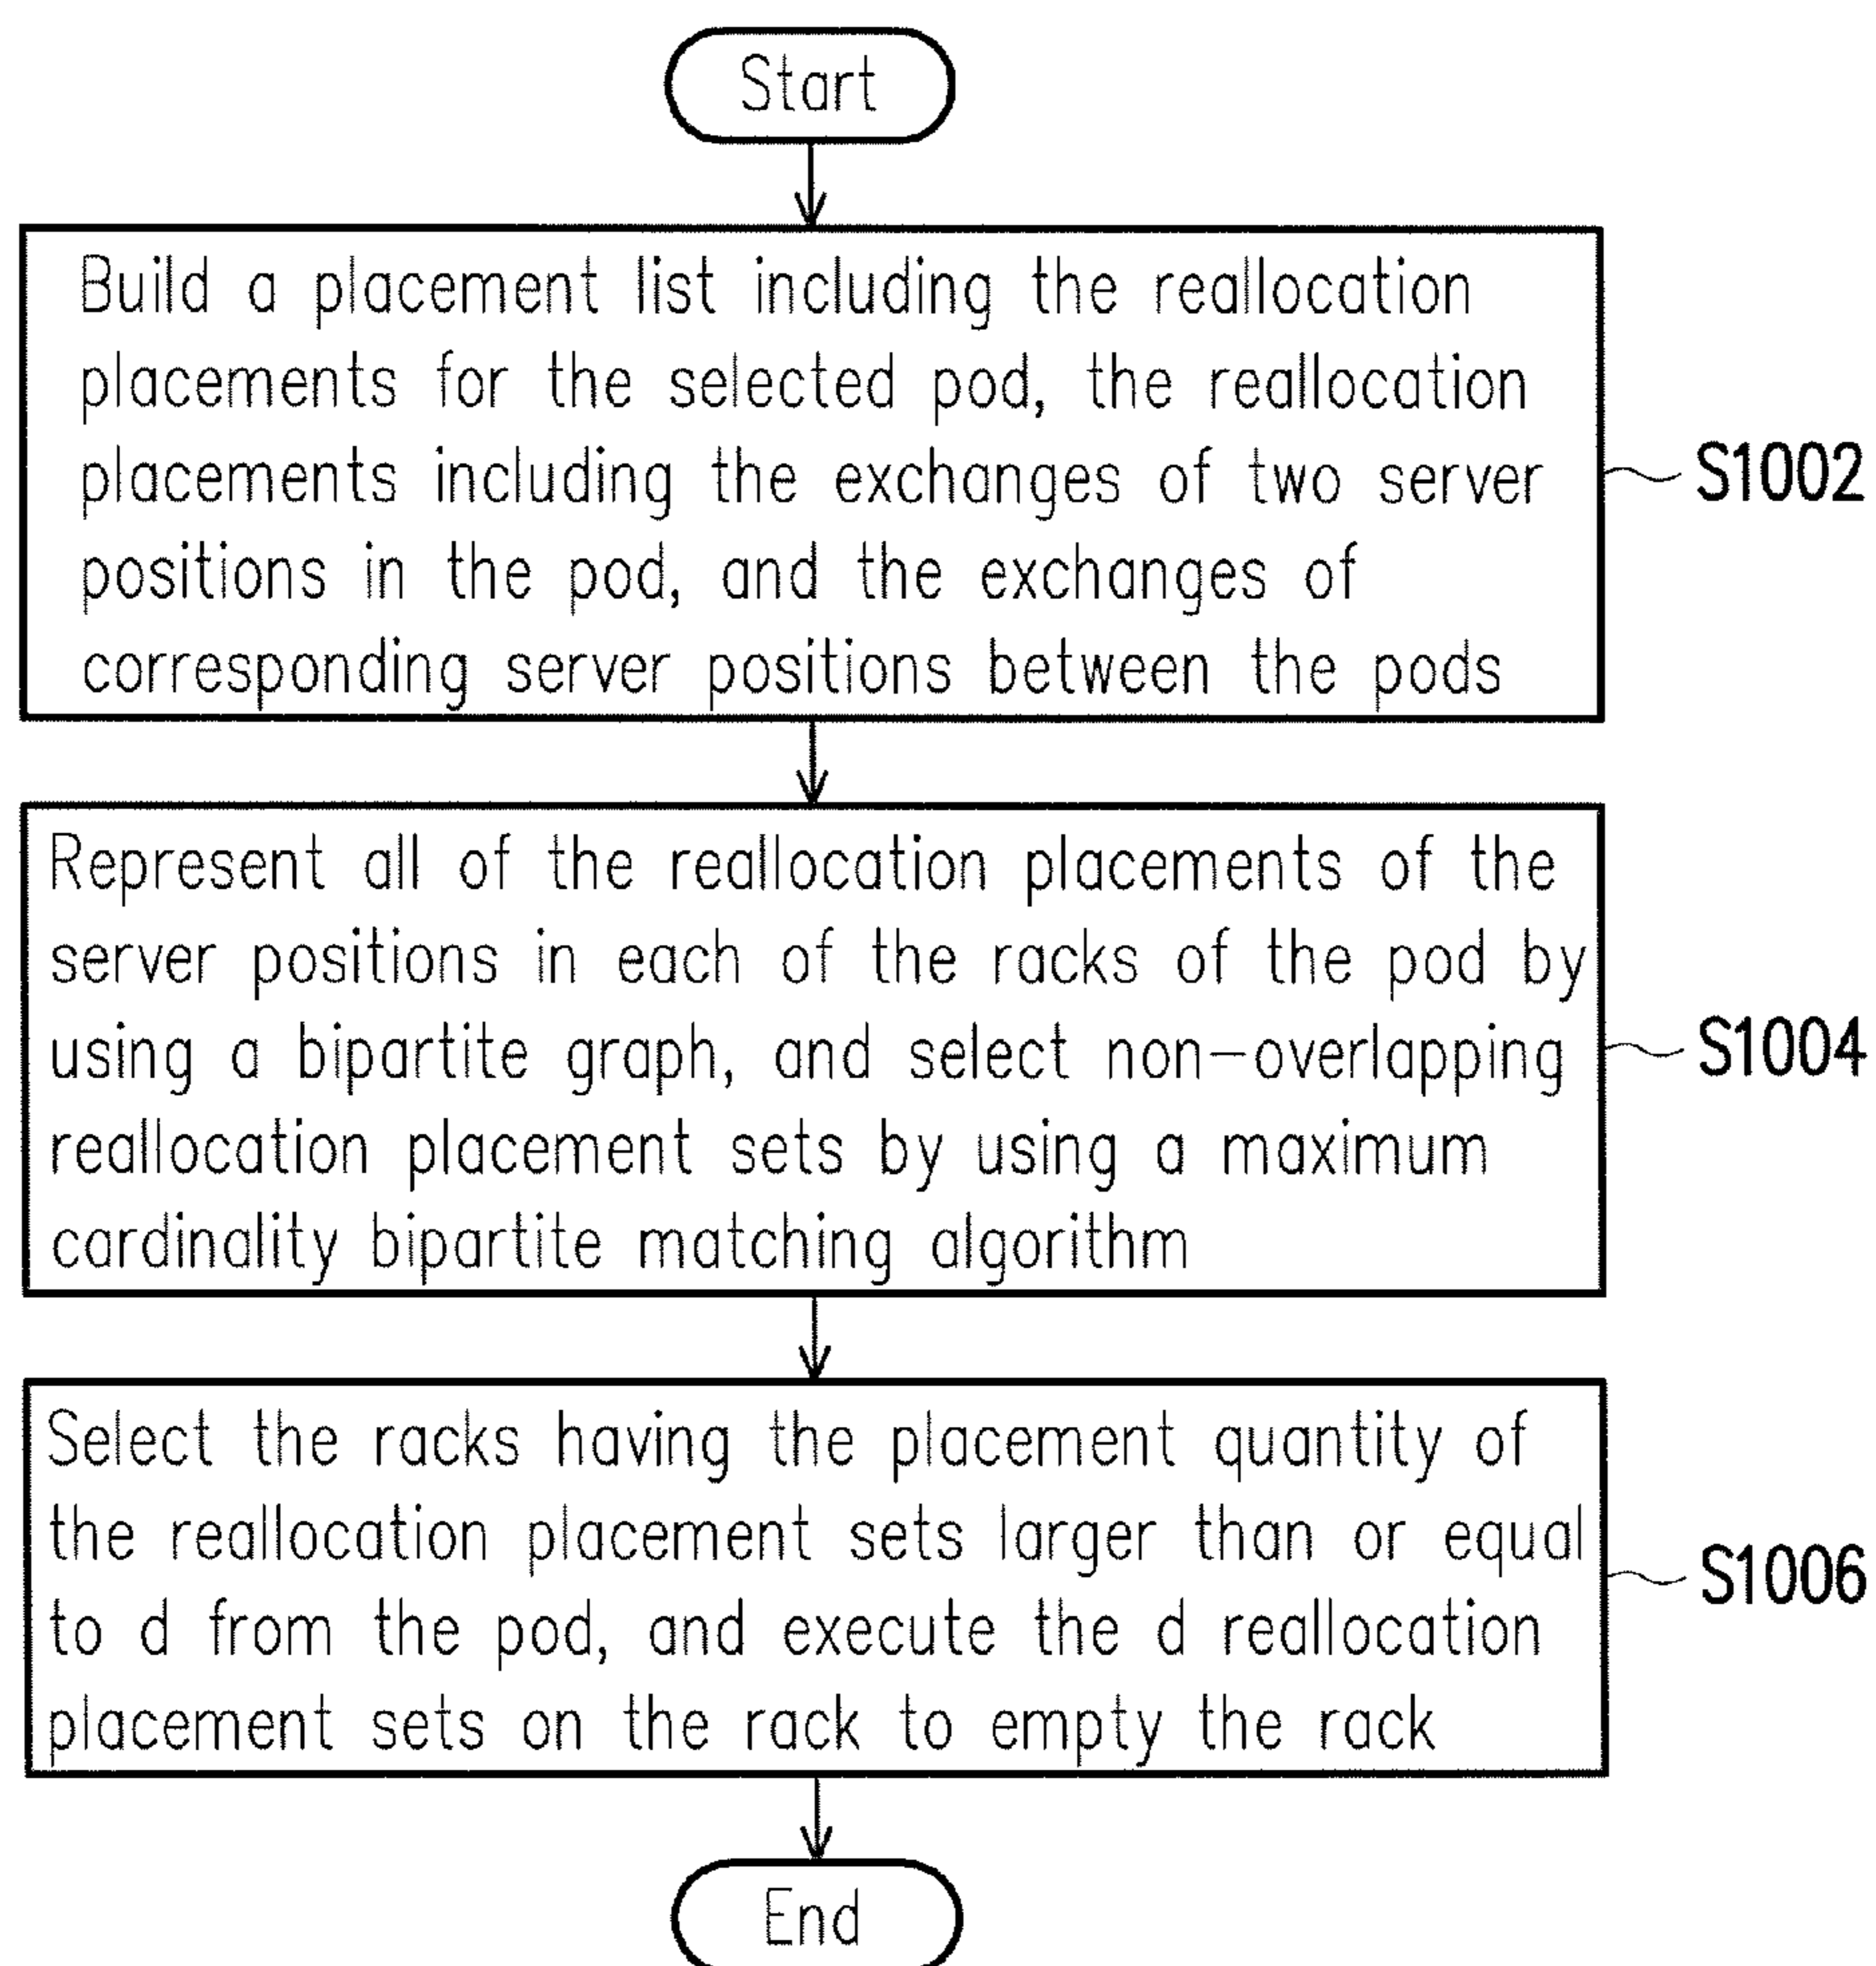 Start
Build a placement list including the reallocation
placements for the selected pod, the reallocation
placements including the exchanges of two server
positions in the pod, and the exchanges of
corresponding server positions between the pods
S1002
Represent all of the reallocation placements of the
server positions in each of the racks of the pod by
using a bipartite graph, and select non-overlapping
reallocation placement sets by using a maximum
cardinality bipartite matching algorithm
S1004
Select the racks having the placement quantity of
the reallocation placement sets larger than or equal
to d from the pod, and execute the d reallocation
placement sets on the rack to empty the rack
S1006
End